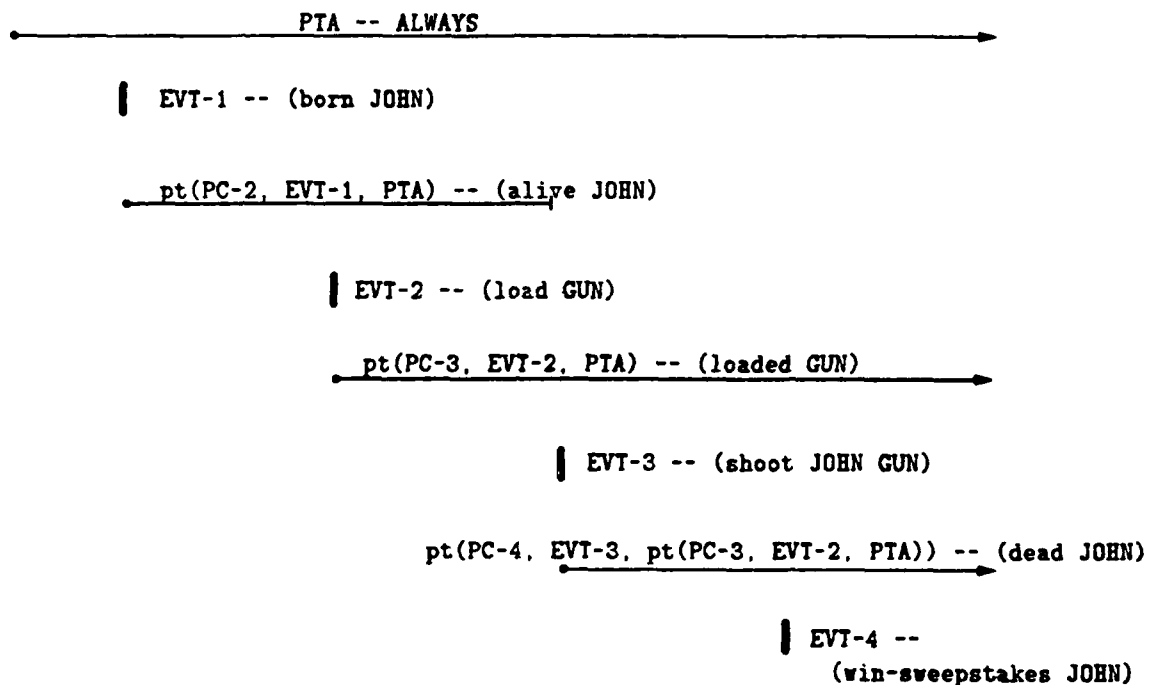 PTA -- ALWAYS
EVT-1 -- (born JOHN)
pt(PC-2, EVT-1, PTA) -- (alive JOHN)
EVT-2 -- (load GUN)
pt(PC-3, EVT-2, PTA) -- (loaded GUN)
EVT-3 -- (shoot JOHN GUN)
pt(PC-4, EVT-3, pt(PC-3, EVT-2, PTA)) -- (dead JOHN)
EVT-4 --
(win-sweepstakes JOHN)